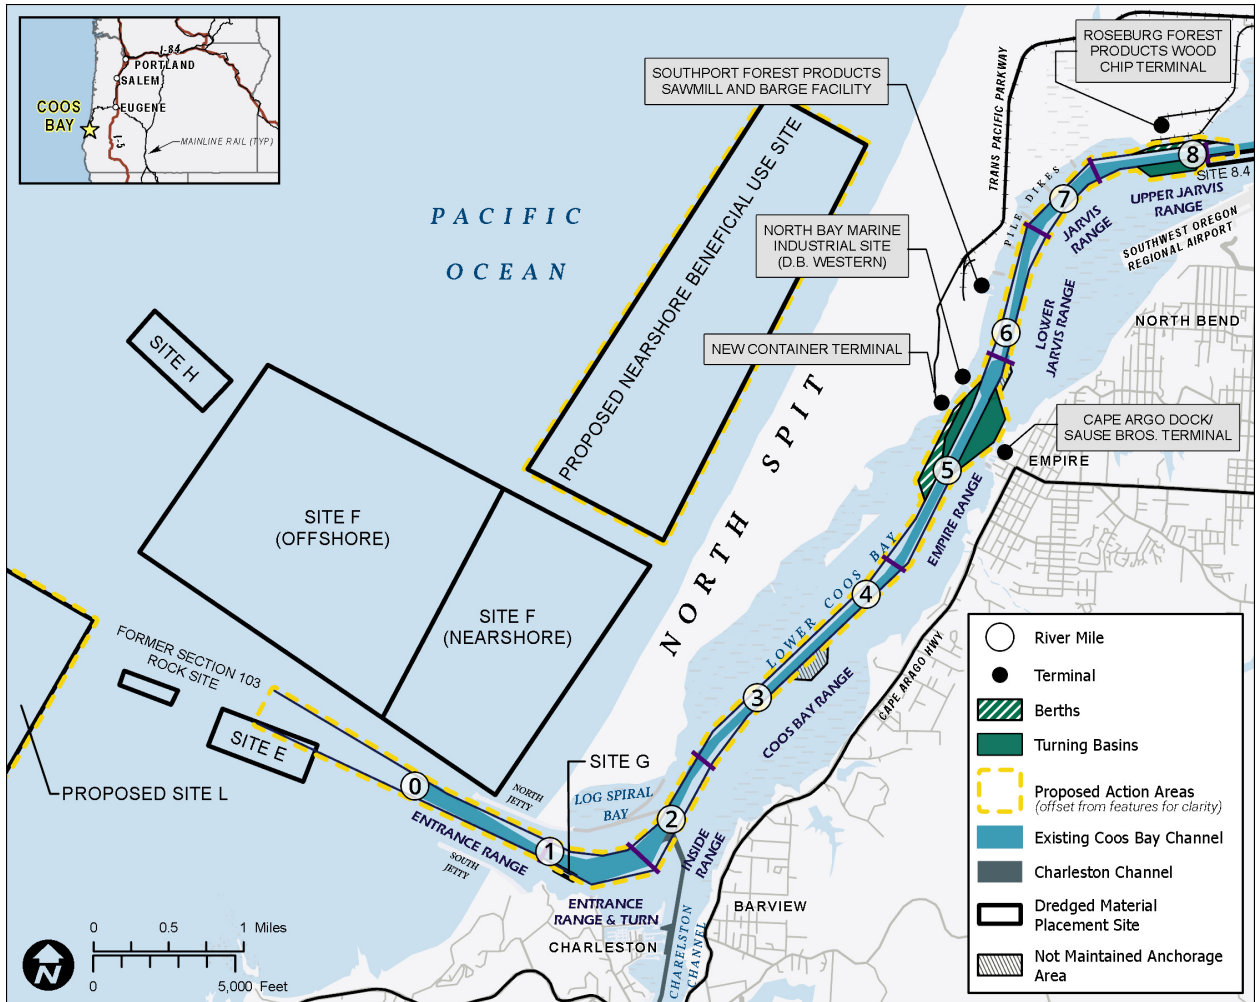 I-84
PORTLAND
SALEM
COOS
BAY
EUGENE
I-5
MAINLINE RAIL (TYP)
PACIFIC
OCEAN
SOUTHPORT FOREST PRODUCTS
SAWMILL AND BARGE FACILITY
ROSEBURG FOREST
PRODUCTS WOOD
CHIP TERMINAL
TRANS PACIFIC PARKWAY
PILE DIKES
8
SITE 8.4
7
UPPER JARVIS
RANGE
JARVIS
RANGE
SOUTHWEST OREGON
REGIONAL AIRPORT
NORTH BAY MARINE
INDUSTRIAL SITE
(D.B. WESTERN)
PROPOSED NEARSHORE BENEFICIAL USE SITE
LOWER
JARVIS RANGE
NORTH BEND
6
NEW CONTAINER TERMINAL
SITE H
CAPE ARGO DOCK/
SAUSE BROS. TERMINAL
EMPIRE
5
EMPIRE RANGE
NORTH SPIT
SITE F
(OFFSHORE)
SITE F
(NEARSHORE)
LOWER COOS BAY
4
3
COOS BAY RANGE
CAPE ARAGO HWY
FORMER SECTION 103
ROCK SITE
SITE E
PROPOSED SITE L
0
NORTH
JETTY
SITE G
LOG SPIRAL
BAY
2
ENTRANCE RANGE
1
SOUTH
JETTY
INSIDE
RANGE
ENTRANCE
RANGE & TURN
CHARLESTON
BARVIEW
CHARELSTON
CHANNEL
River Mile
Terminal
Berths
Turning Basins
Proposed Action Areas
(offset from features for clarity)
Existing Coos Bay Channel
Charleston Channel
Dredged Material
Placement Site
Not Maintained Anchorage
Area
N
0 0.5 1 Miles
0 5,000 Feet